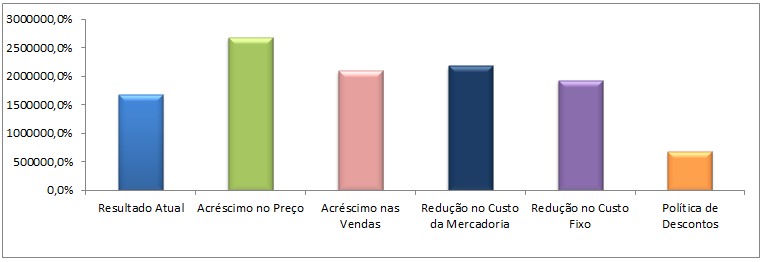 3000000,0%
2500000,0%
2000000,0%
1500000,0%
1000000,0%
500000,0%
0,0%
Resultado Atual
Acréscimo no Preço
Acréscimo nas
Vendas
Redução no Custo
da Mercadoria
Redução no Custo
Fixo
Política de
Descontos